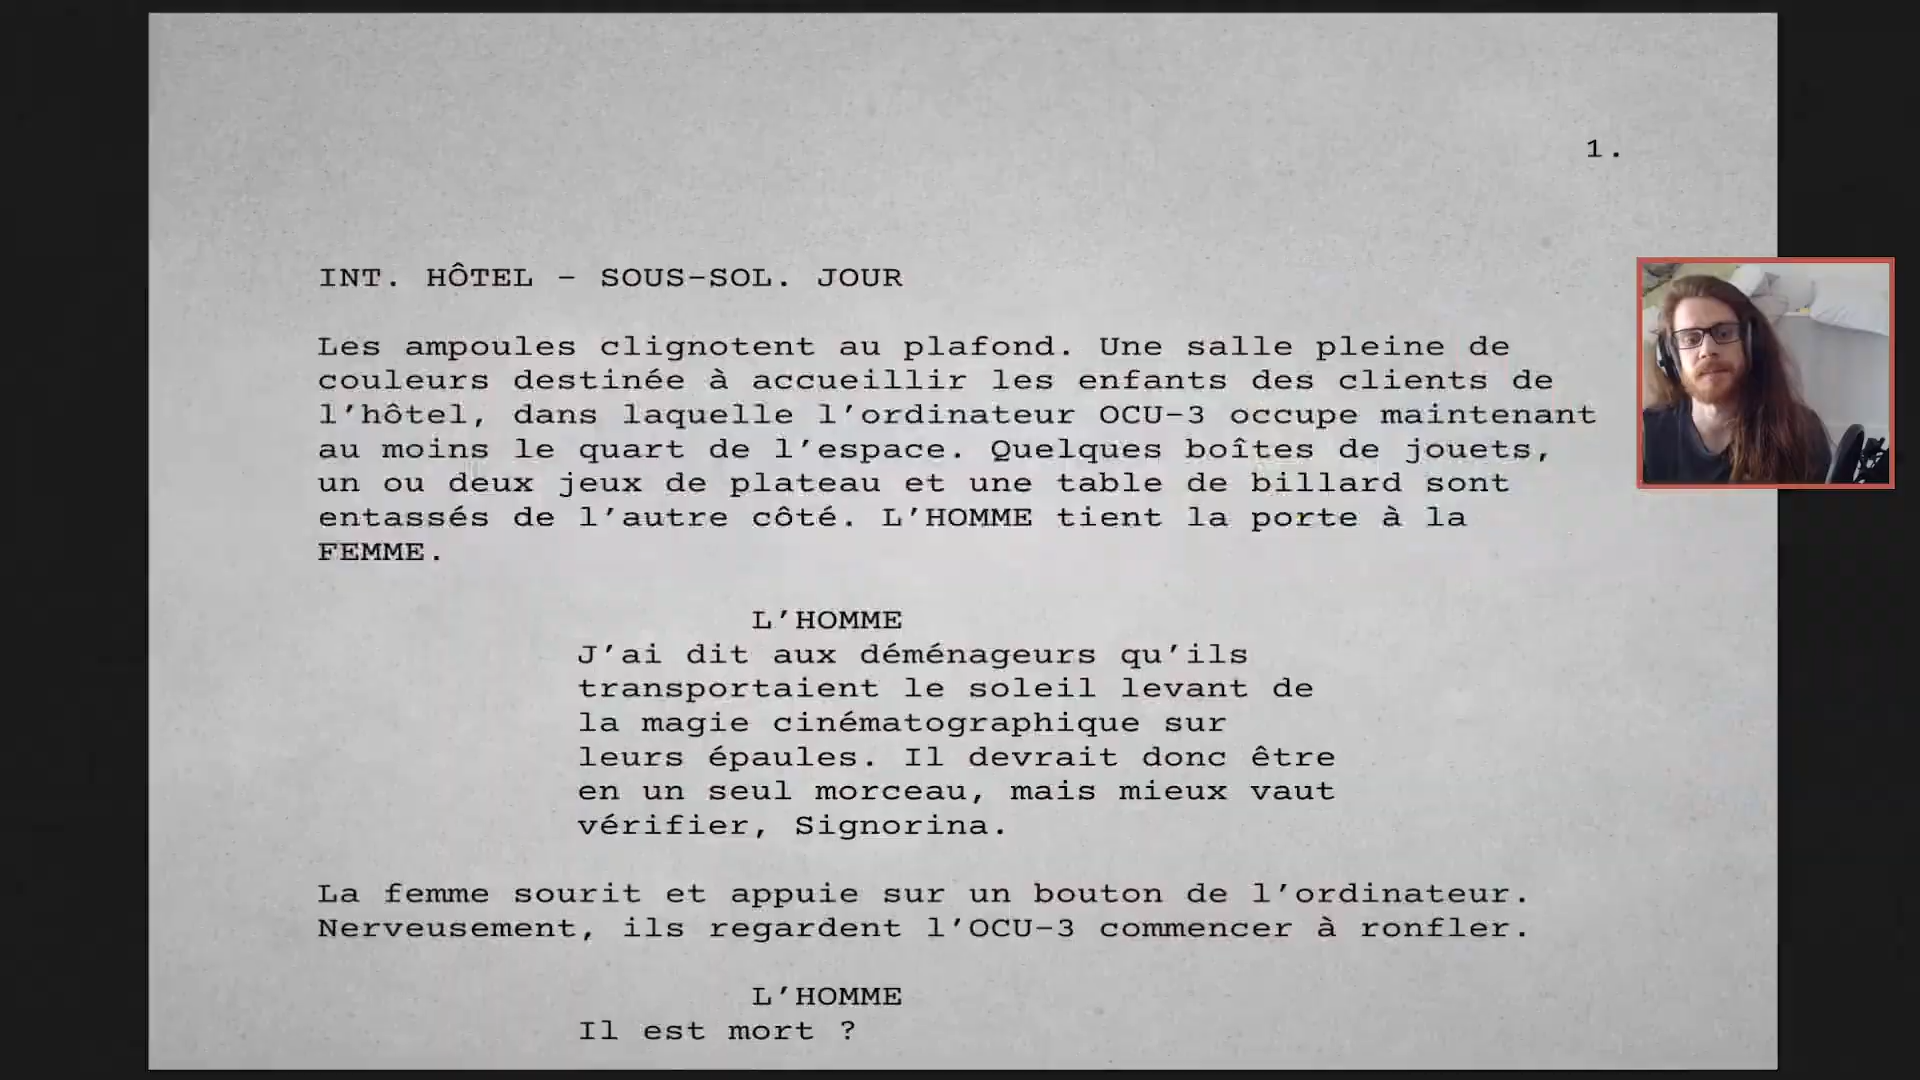 1.
INT. HÔTEL - SOUS-SOL. JOUR
Les ampoules clignotent au plafond. Une salle pleine de
couleurs destinée à accueillir les enfants des clients de
l'hôtel, dans laquelle l'ordinateur OCU-3 occupe maintenant
au moins le quart de l'espace. Quelques boîtes de jouets,
un ou deux jeux de plateau et une table de billard sont
entassés de l'autre côté. L'HOMME tient la porte à la
FEMME.
L'HOMME
J'ai dit aux déménageurs qu'ils
transportaient le soleil levant de
la magie cinématographique sur
leurs épaules. Il devrait donc être
en un seul morceau, mais mieux vaut
vérifier, Signorina.
La femme sourit et appuie sur un bouton de l'ordinateur.
Nerveusement, ils regardent l'OCU-3 commencer à ronfler.
L'HOMME
Il est mort ?